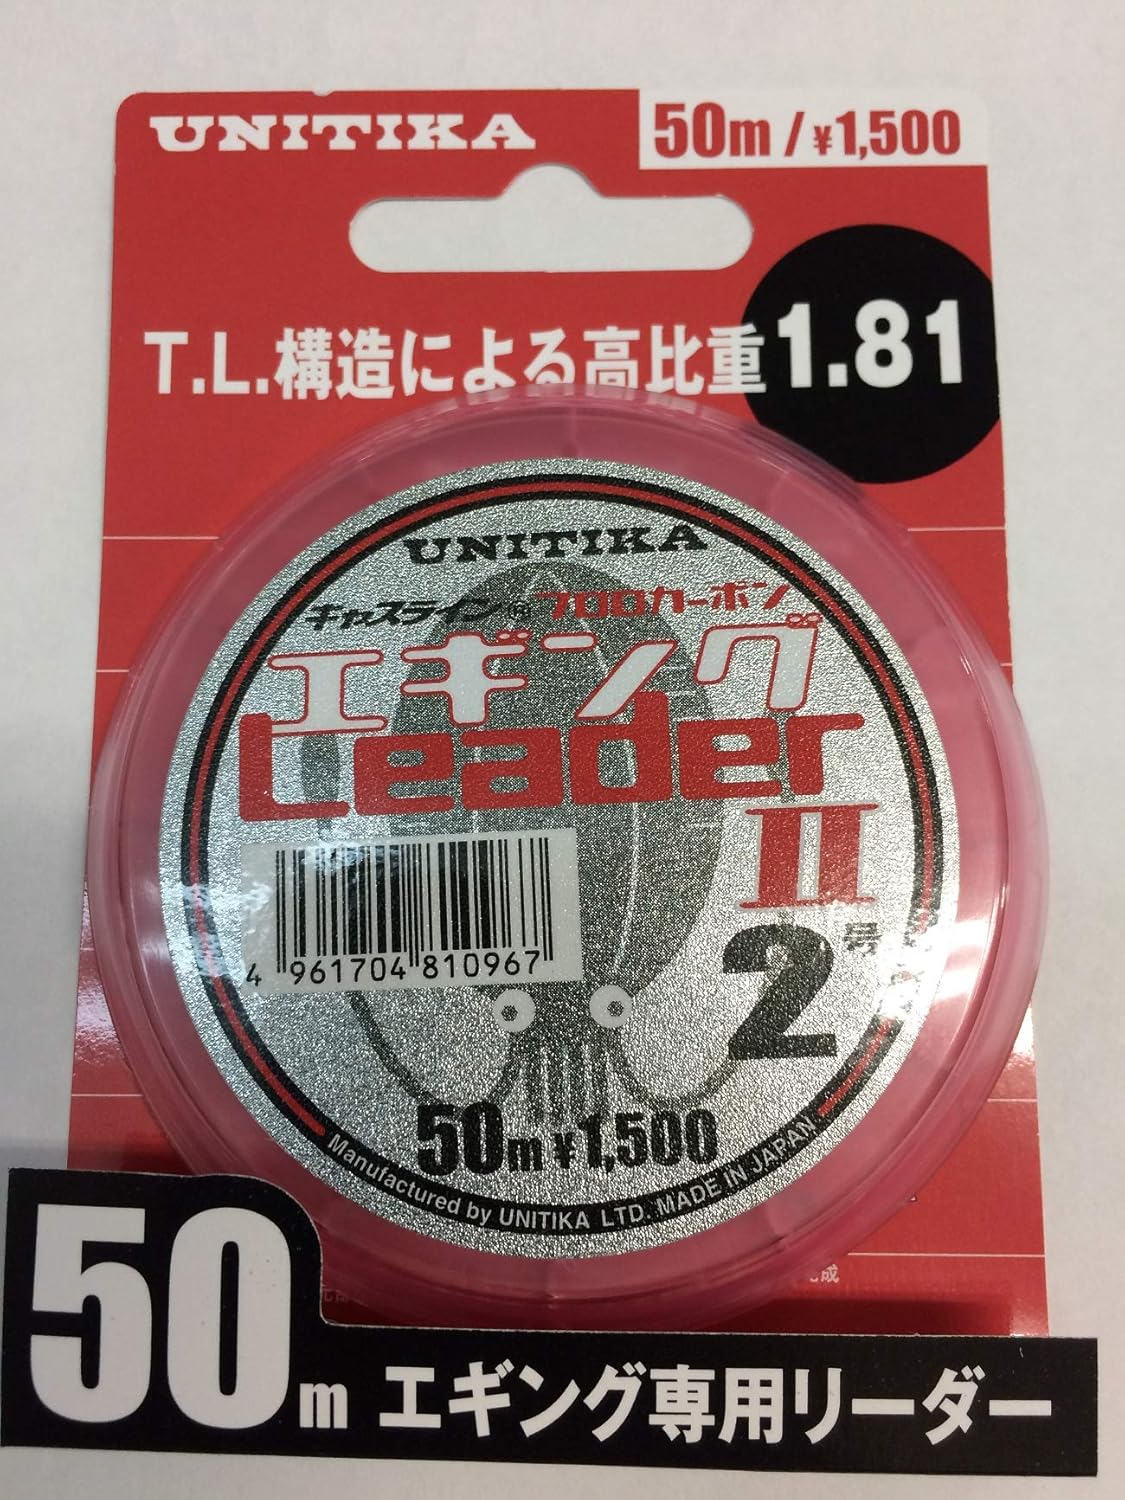 UNITIKA
50m / ¥1,500
T.L.構造による高比重1.81
UNITIKA
キャスライン® フロロカーボン
エギング
Leader
II
2号
4 961704 810967
50m ¥1,500
Manufactured by UNITIKA LTD. MADE IN JAPAN
50m エギング専用リーダー